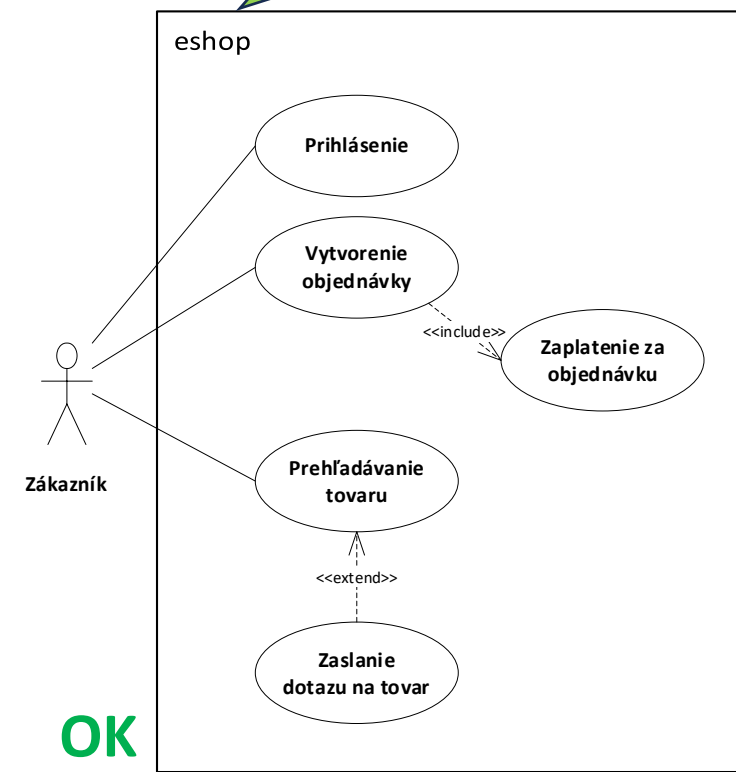 eshop
Prihlásenie
Vytvorenie
objednávky
<<include>>
Zaplatenie za
objednávku
Zákazník
Prehľadávanie
tovaru
<<extend>>
Zaslanie
dotazu na tovar
OK